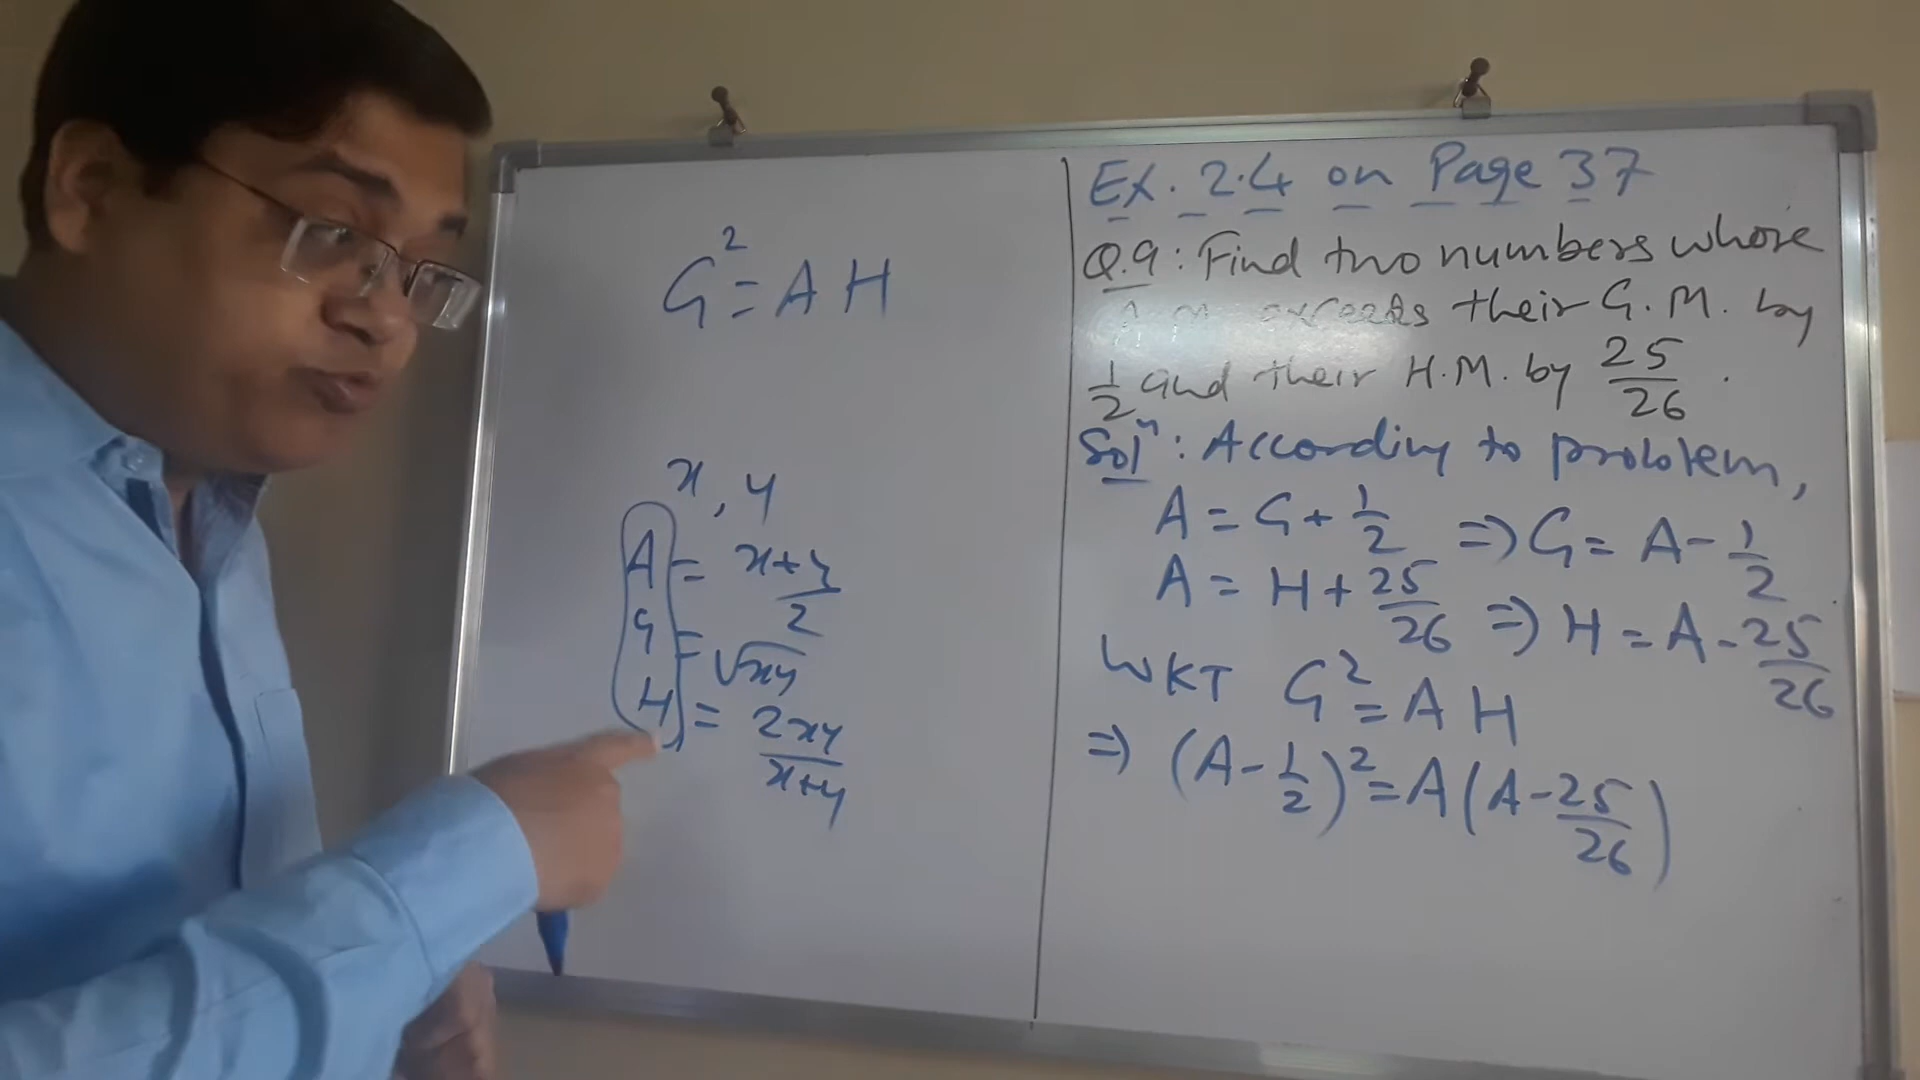 G² = A H
x, y
A = x+y/2
G = √xy
H = 2xy/x+y
Ex. 2.4 on Page 37
Q.9: Find two numbers whose
exceeds their G.M. by
1/2 and their H.M. by 25/26.
Solⁿ: According to problem,
A = G + 1/2 ⇒ G = A - 1/2
A = H + 25/26 ⇒ H = A - 25/26
WKT G² = A H
⇒ (A - 1/2)² = A(A - 25/26)